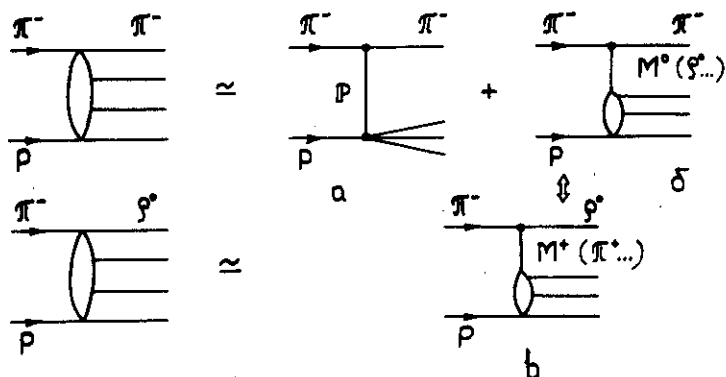 π⁻ π⁻ π⁻ π⁻ π⁻ π⁻
≃ ℙ + M⁰ (ρ⁰...)
p p p
а б
π⁻ ρ⁰ ⇕
≃ π⁻ ρ⁰
M⁺ (π⁺...)
p p
b